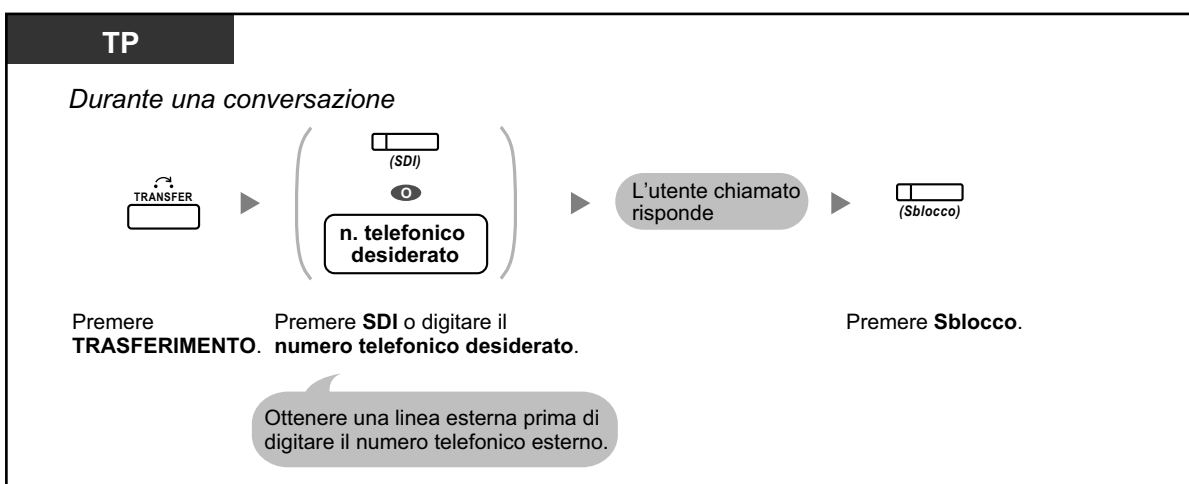 TP
Durante una conversazione
TRANSFER
(SDI)
O
n. telefonico
desiderato
L'utente chiamato
risponde
(Sblocco)
Premere
TRASFERIMENTO.
Premere SDI o digitare il
numero telefonico desiderato.
Premere Sblocco.
Ottenere una linea esterna prima di
digitare il numero telefonico esterno.